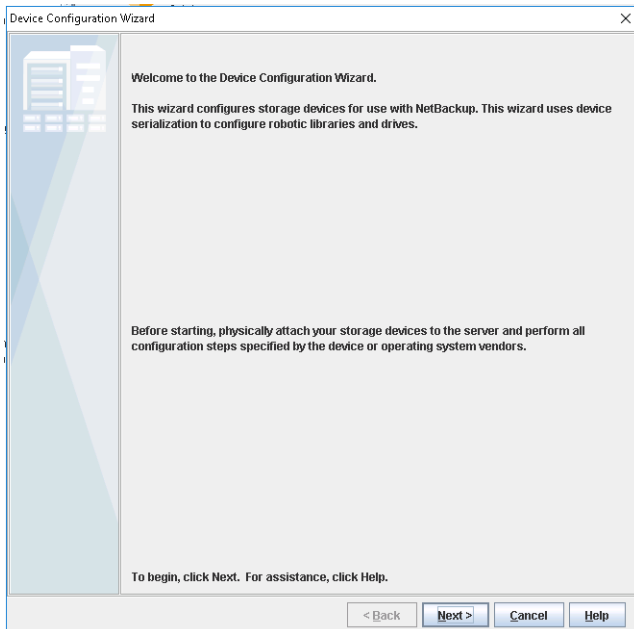 Device Configuration Wizard
Welcome to the Device Configuration Wizard.
This wizard configures storage devices for use with NetBackup. This wizard uses device
serialization to configure robotic libraries and drives.
Before starting, physically attach your storage devices to the server and perform all
configuration steps specified by the device or operating system vendors.
To begin, click Next. For assistance, click Help.
< Back
Next >
Cancel
Help